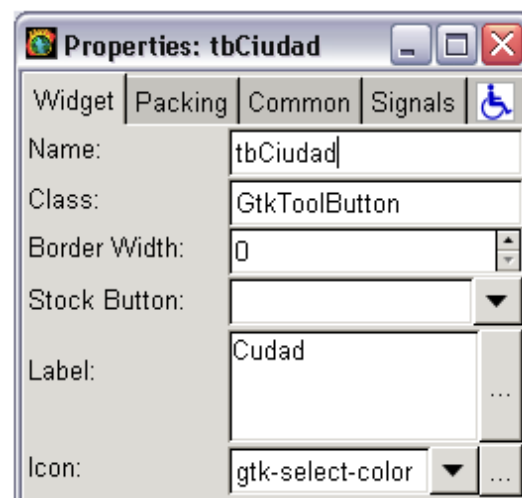 Properties: tbCiudad
Widget Packing Common Signals
Name: tbCiudad
Class: GtkToolButton
Border Width: 0
Stock Button:
Label: Cudad
...
Icon: gtk-select-color ...